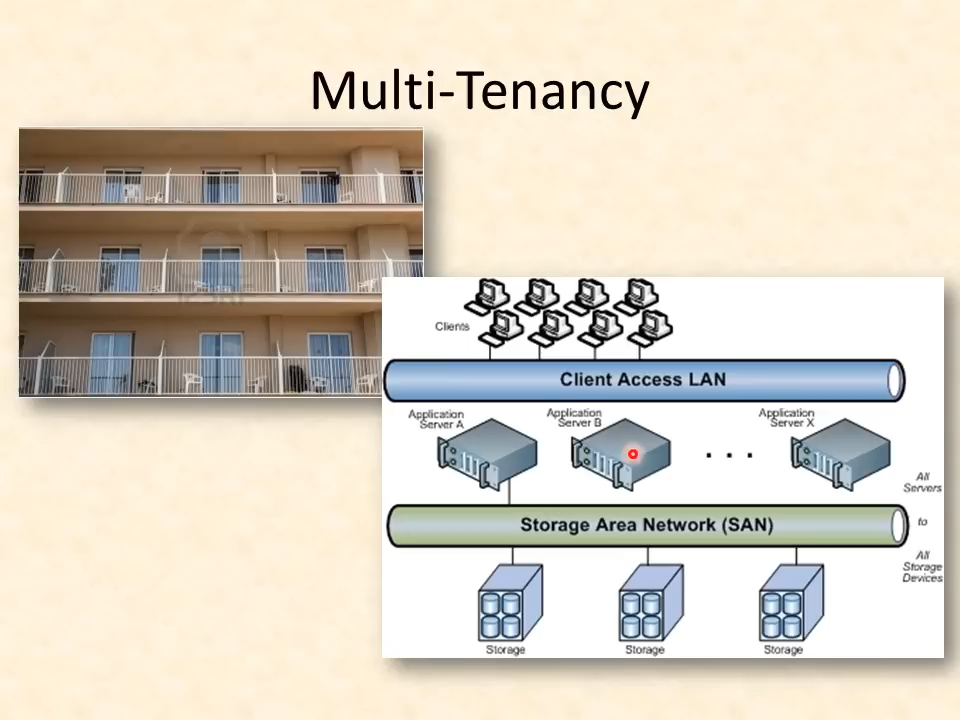 Multi-Tenancy
Clients
Client Access LAN
Application
Server A
Application
Server B
Application
Server X
. . .
All
Servers
to
All
Storage
Devices
Storage Area Network (SAN)
Storage
Storage
Storage